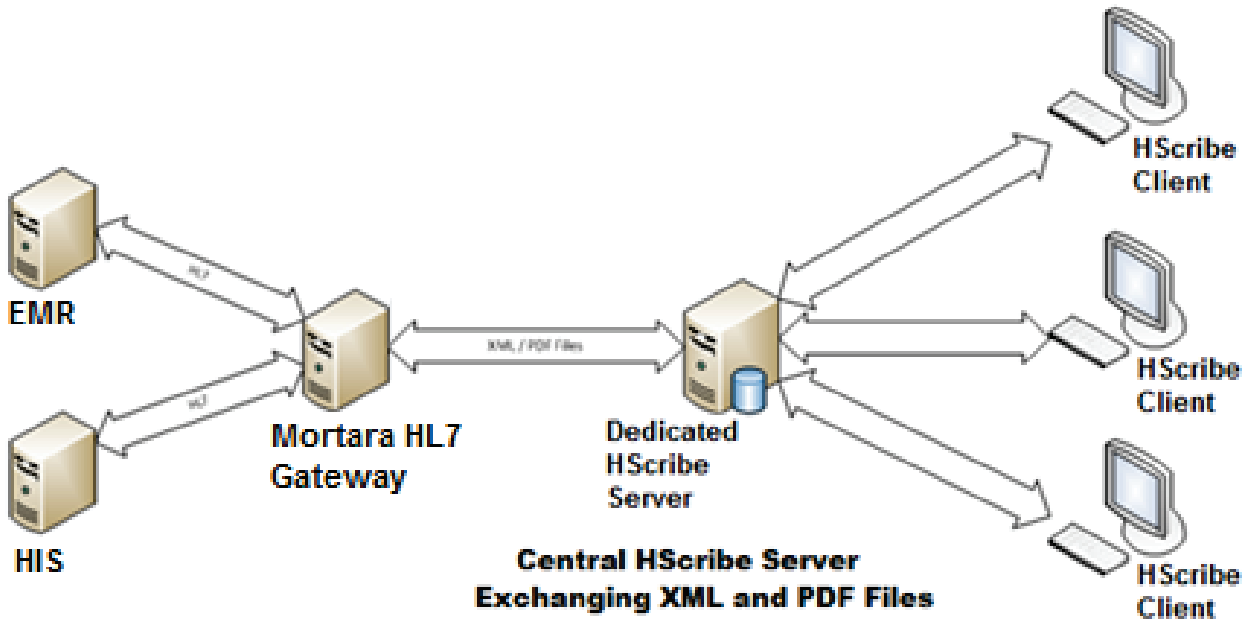 EMR
HL7
HIS
HL7
Mortara HL7
Gateway
XML / PDF Files
Dedicated
HScribe
Server
HScribe
Client
HScribe
Client
HScribe
Client
Central HScribe Server
Exchanging XML and PDF Files